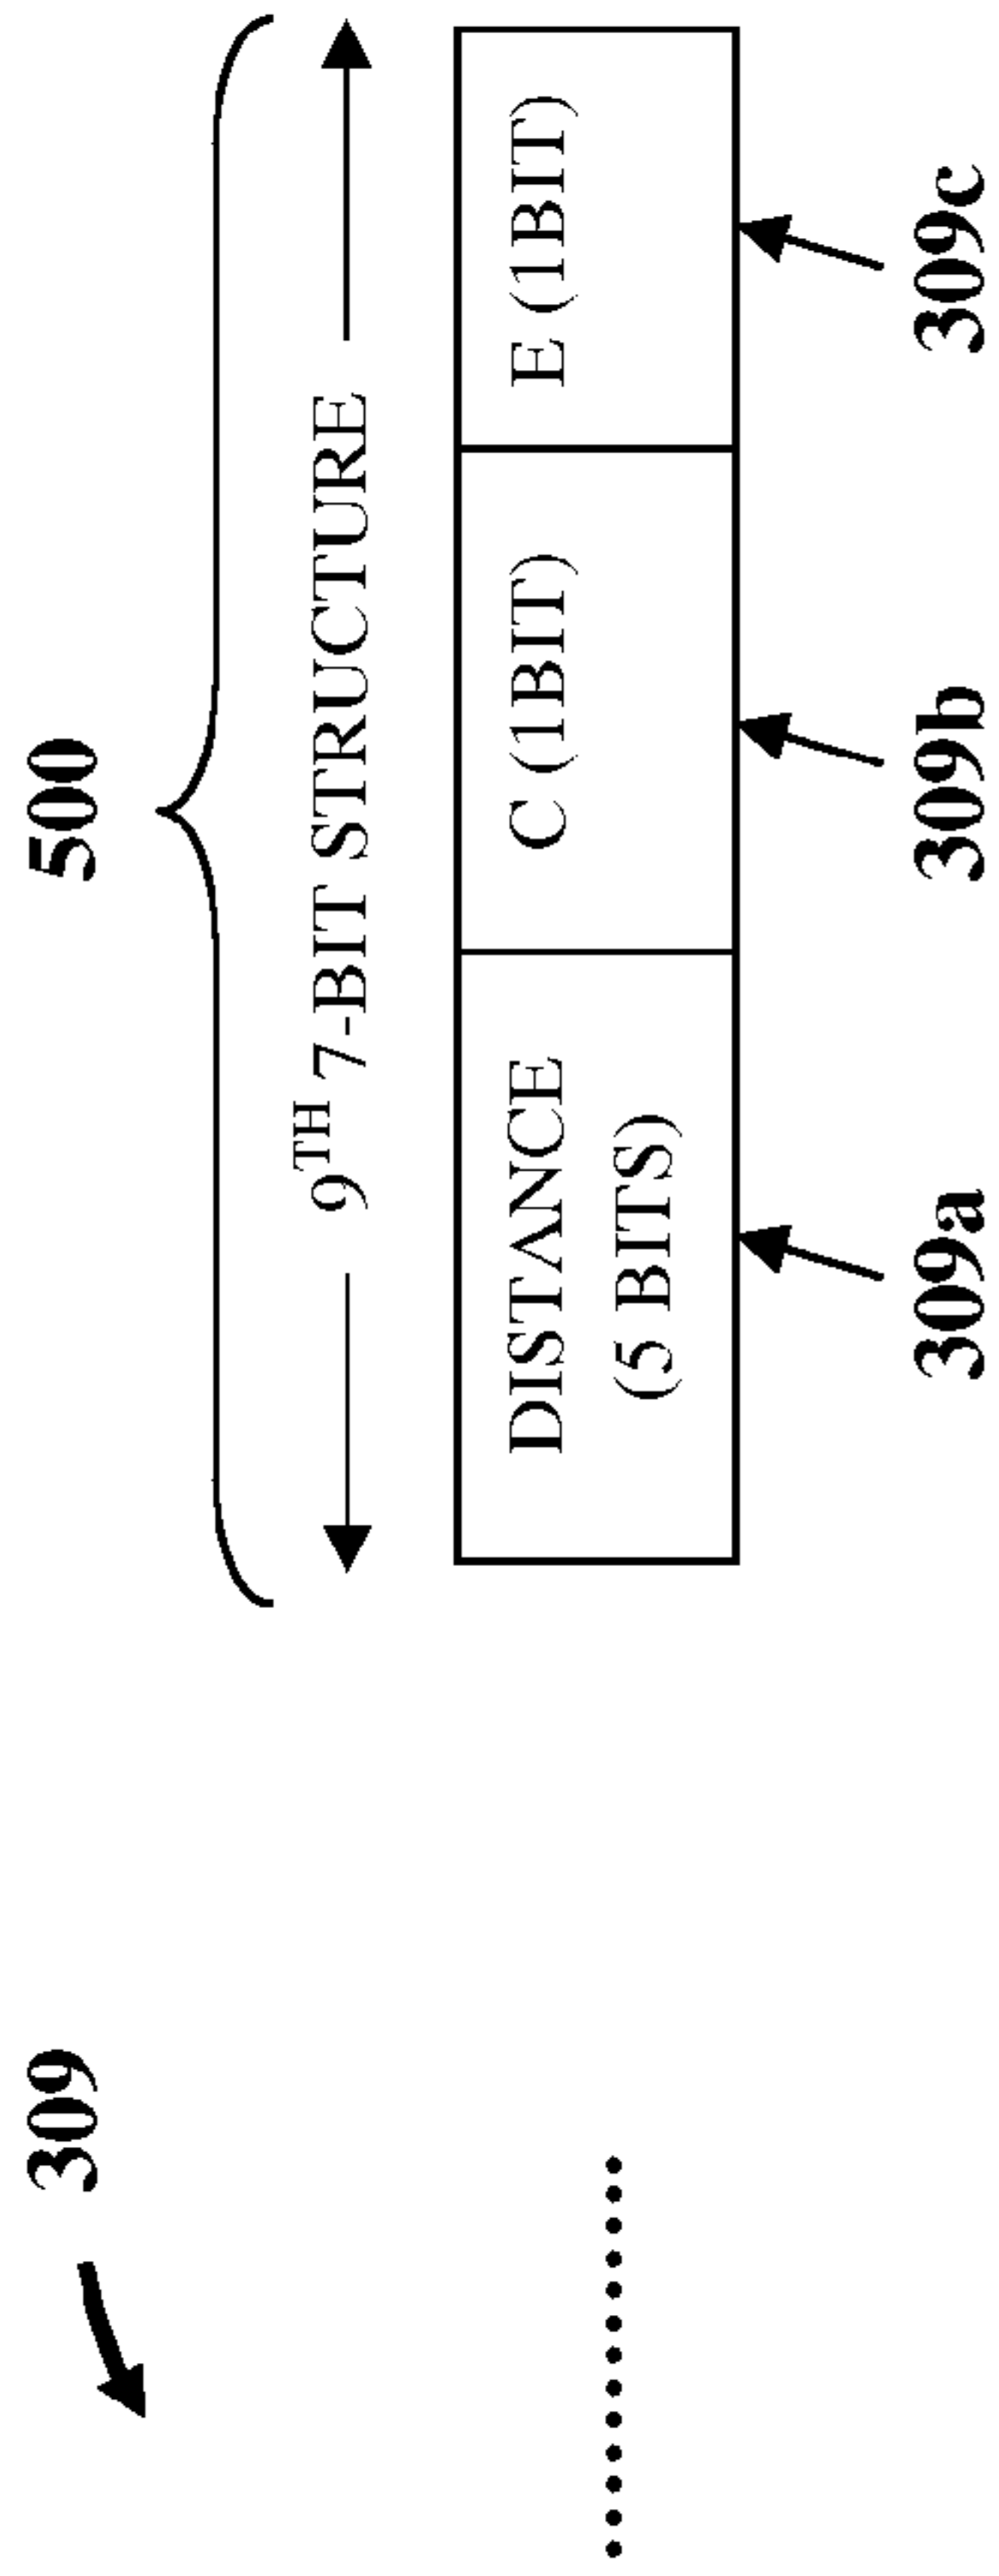 309
500
9TH 7-BIT STRUCTURE
DISTANCE
(5 BITS)
C (1BIT)
E (1BIT)
309a
309b
309c